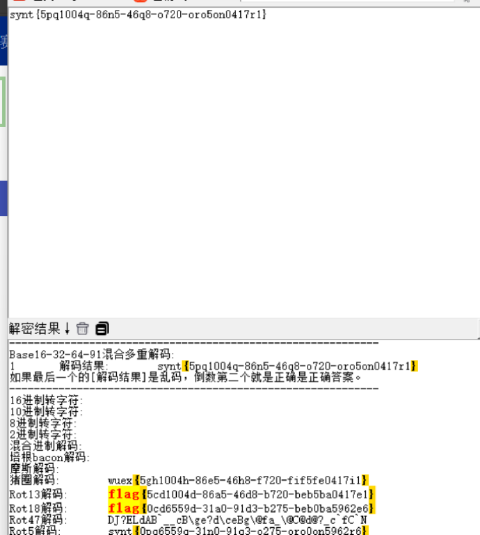 synt{5pq1004q-86n5-46q8-o720-oro5on0417r1}
解密结果↓
Base16-32-64-91混合多重解码:
1 解码结果: synt{5pq1004q-86n5-46q8-o720-oro5on0417r1}
如果最后一个的[解码结果]是乱码，倒数第二个就是正确是正确答案。
16进制转字符:
10进制转字符:
8进制转字符:
2进制转字符:
混合进制解码:
培根bacon解码:
摩斯解码:
猪圈解码: wuex{5gh1004h-86e5-46h8-f720-fif5fe0417i1}
Rot13解码: flag{5cd1004d-86a5-46d8-b720-beb5ba0417e1}
Rot18解码: flag{0cd6559d-31a0-91d3-b275-beb0ba5962e6}
Rot47解码: DJ?ELdAB`__cB\ge?d\ceBg\@fa_\@C@d@?_c`fC`N
Rot5解码: synt{0pq6559q-31n0-91q3-o275-oro0on5962r6}